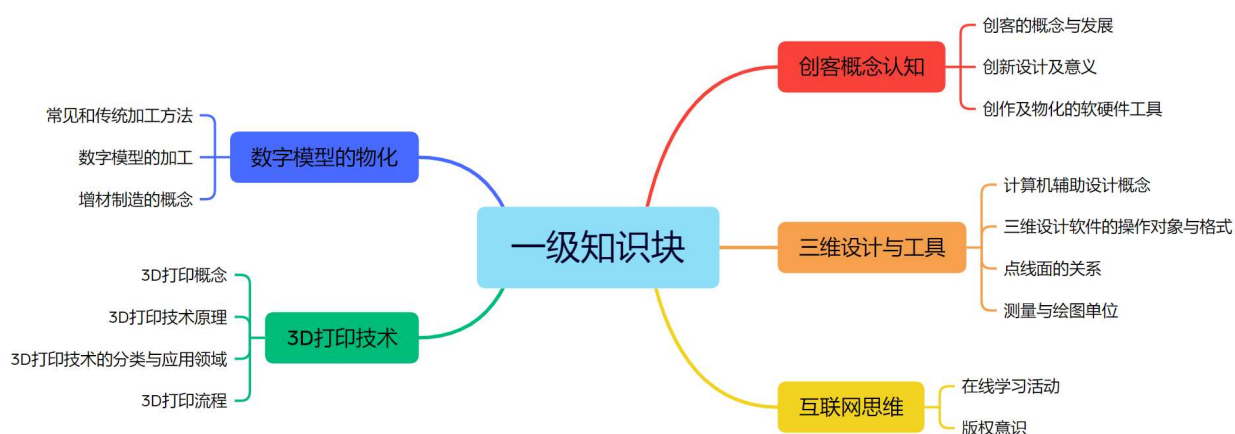 一级知识块
创客概念认知
创客的概念与发展
创新设计及意义
创作及物化的软硬件工具
三维设计与工具
计算机辅助设计概念
三维设计软件的操作对象与格式
点线面的关系
测量与绘图单位
互联网思维
在线学习活动
版权意识
数字模型的物化
常见和传统加工方法
数字模型的加工
增材制造的概念
3D打印技术
3D打印概念
3D打印技术原理
3D打印技术的分类与应用领域
3D打印流程